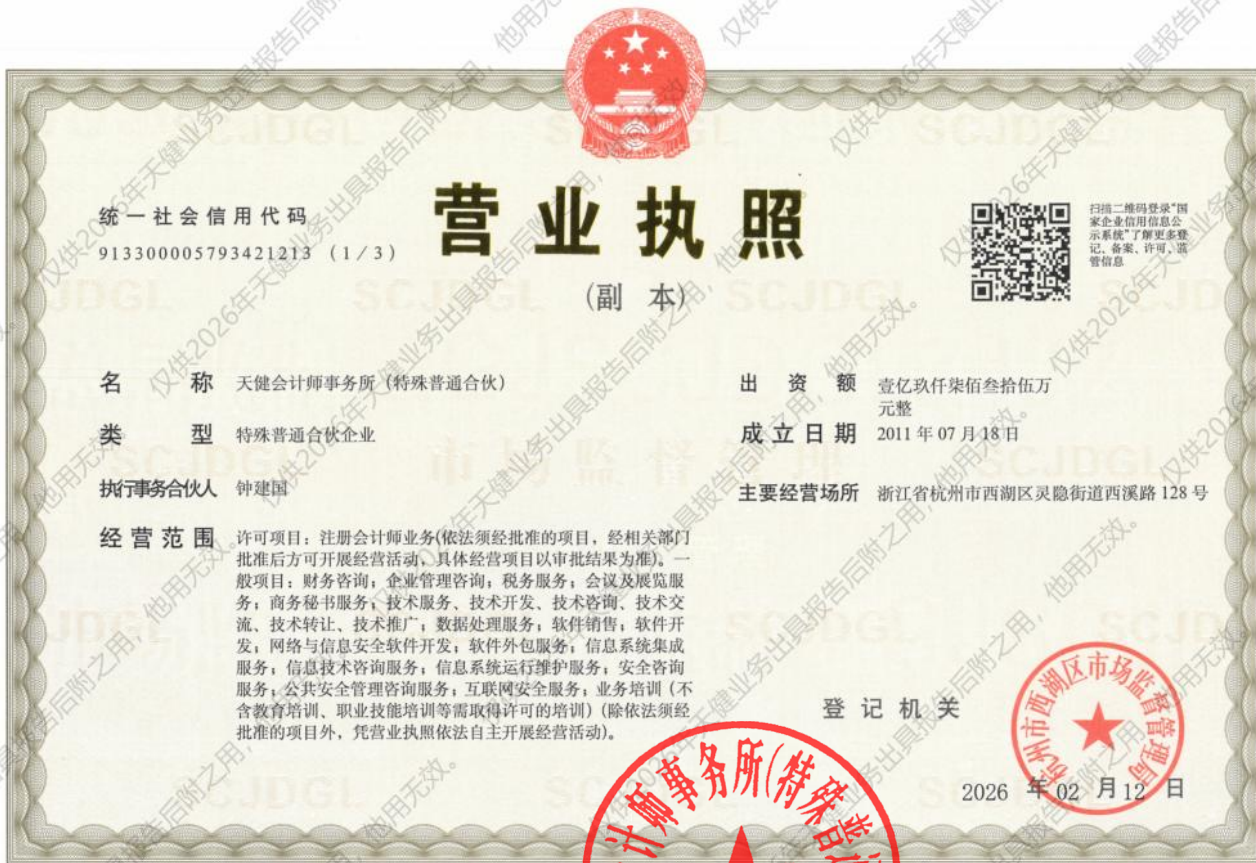 统一社会信用代码
913300005793421213 (1/3)
营业执照
(副 本)
扫描二维码登录“国
家企业信用信息公
示系统”了解更多登
记、备案、许可、监
管信息
名 称 天健会计师事务所（特殊普通合伙）
类 型 特殊普通合伙企业
执行事务合伙人 钟建国
经营范围 许可项目：注册会计师业务(依法须经批准的项目，经相关部门
批准后方可开展经营活动，具体经营项目以审批结果为准)。一
般项目：财务咨询；企业管理咨询；税务服务；会议及展览服
务；商务秘书服务；技术服务、技术开发、技术咨询、技术交
流、技术转让、技术推广；数据处理服务；软件销售；软件开
发；网络与信息安全软件开发；软件外包服务；信息系统集成
服务；信息技术咨询服务；信息系统运行维护服务；安全咨询
服务；公共安全管理咨询服务；互联网安全服务；业务培训（不
含教育培训、职业技能培训等需取得许可的培训）(除依法须经
批准的项目外，凭营业执照依法自主开展经营活动)。
出 资 额 壹亿玖仟柒佰叁拾伍万
元整
成立日期 2011年07月18日
主要经营场所 浙江省杭州市西湖区灵隐街道西溪路128号
登记机关
杭州市西湖区市场监督管理局
2026 年 02 月 12 日
计师事务所(特殊普通
仅供2026年天健业务出具报告后附之用，他用无效。
SCJDGL
市场监督管理